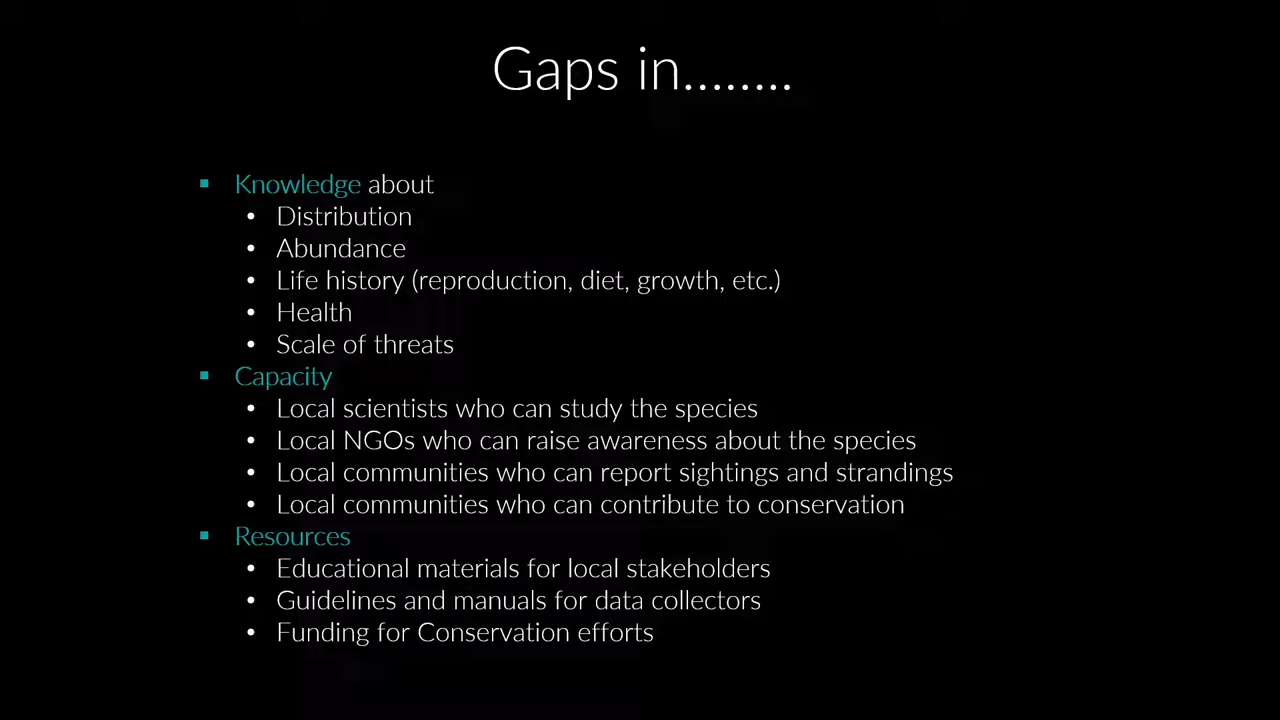 Gaps in........
▪ Knowledge about
• Distribution
• Abundance
• Life history (reproduction, diet, growth, etc.)
• Health
• Scale of threats
▪ Capacity
• Local scientists who can study the species
• Local NGOs who can raise awareness about the species
• Local communities who can report sightings and strandings
• Local communities who can contribute to conservation
▪ Resources
• Educational materials for local stakeholders
• Guidelines and manuals for data collectors
• Funding for Conservation efforts